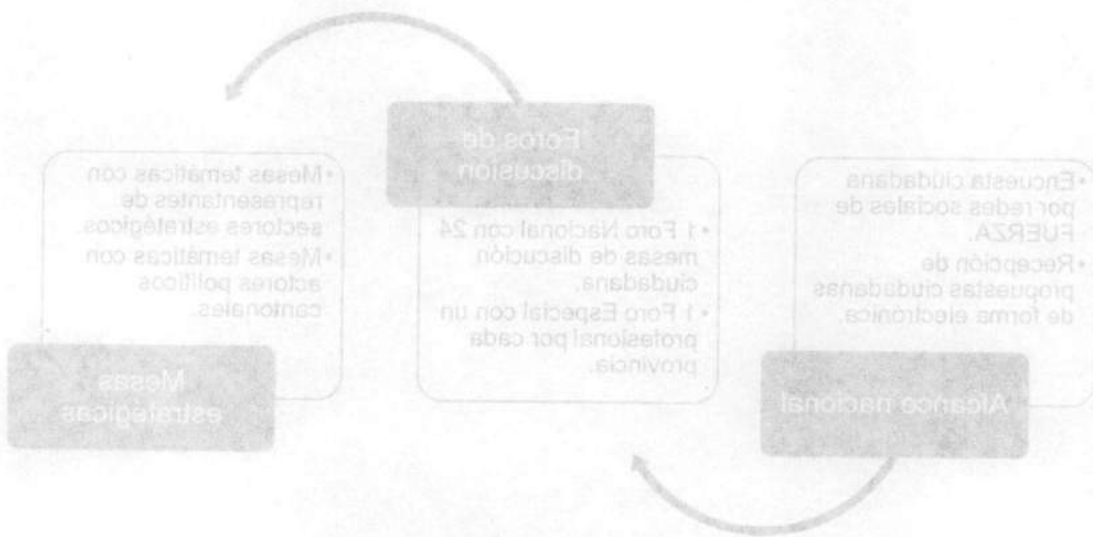 •Encuesta ciudadana
por redes sociales de
FUERZA.
•Recepción de
propuestas ciudadanas
de forma electrónica.
Alcance nacional
Foros de
discusión
•1 Foro Nacional con 24
mesas de discución
ciudadana.
•1 Foro Especial con un
profesional por cada
provincia.
•Mesas temáticas con
representantes de
sectores estratégicos.
•Mesas temáticas con
actores políticos
cantonales.
Mesas
estratégicas